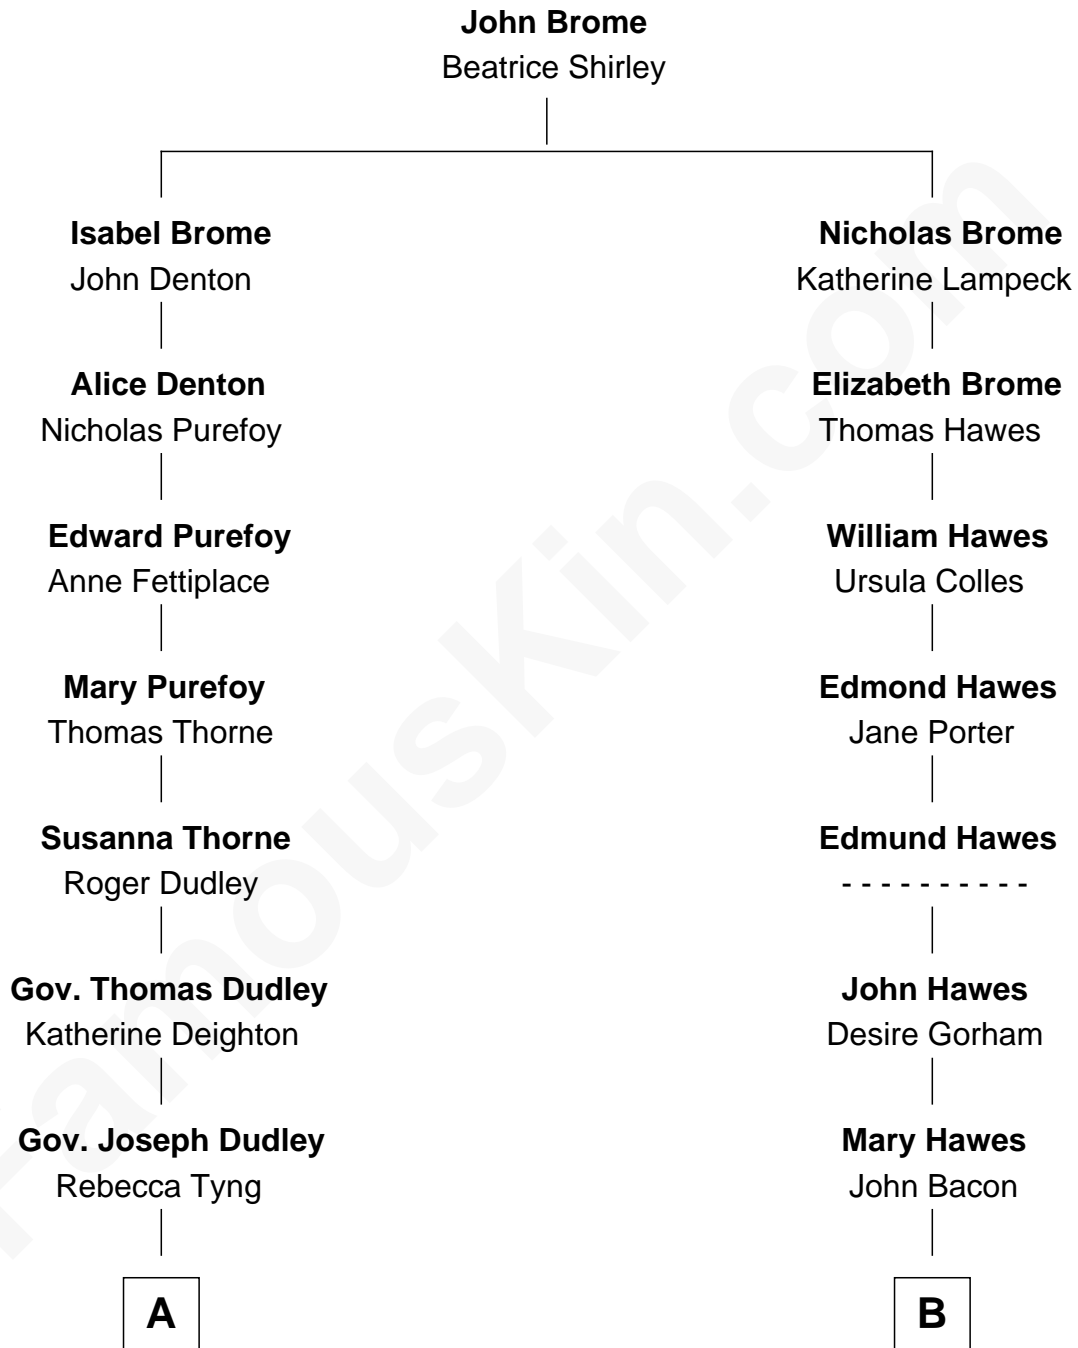 John Brome
Beatrice Shirley
Isabel Brome
John Denton
Nicholas Brome
Katherine Lampeck
Alice Denton
Nicholas Purefoy
Elizabeth Brome
Thomas Hawes
Edward Purefoy
Anne Fettiplace
William Hawes
Ursula Colles
Mary Purefoy
Thomas Thorne
Edmond Hawes
Jane Porter
Susanna Thorne
Roger Dudley
Edmund Hawes
- - - - - - - - - -
Gov. Thomas Dudley
Katherine Deighton
John Hawes
Desire Gorham
Gov. Joseph Dudley
Rebecca Tyng
Mary Hawes
John Bacon
A
B
FamousKin.com